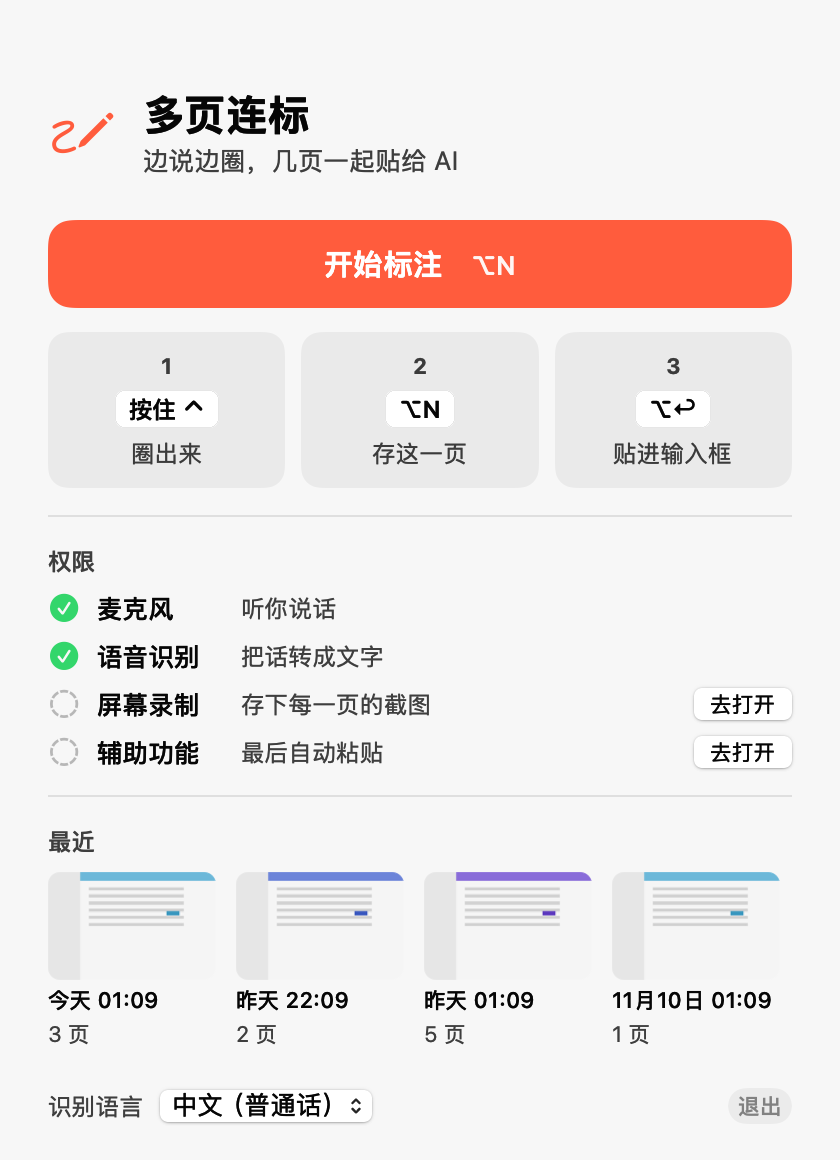 多页连标
边说边圈，几页一起贴给 AI
开始标注 ⌥N
1
按住 ^
圈出来
2
⌥N
存这一页
3
⌥↩
贴进输入框
权限
麦克风 听你说话
语音识别 把话转成文字
屏幕录制 存下每一页的截图 去打开
辅助功能 最后自动粘贴 去打开
最近
今天 01:09
3 页
昨天 22:09
2 页
昨天 01:09
5 页
11月10日 01:09
1 页
识别语言 中文（普通话） 退出